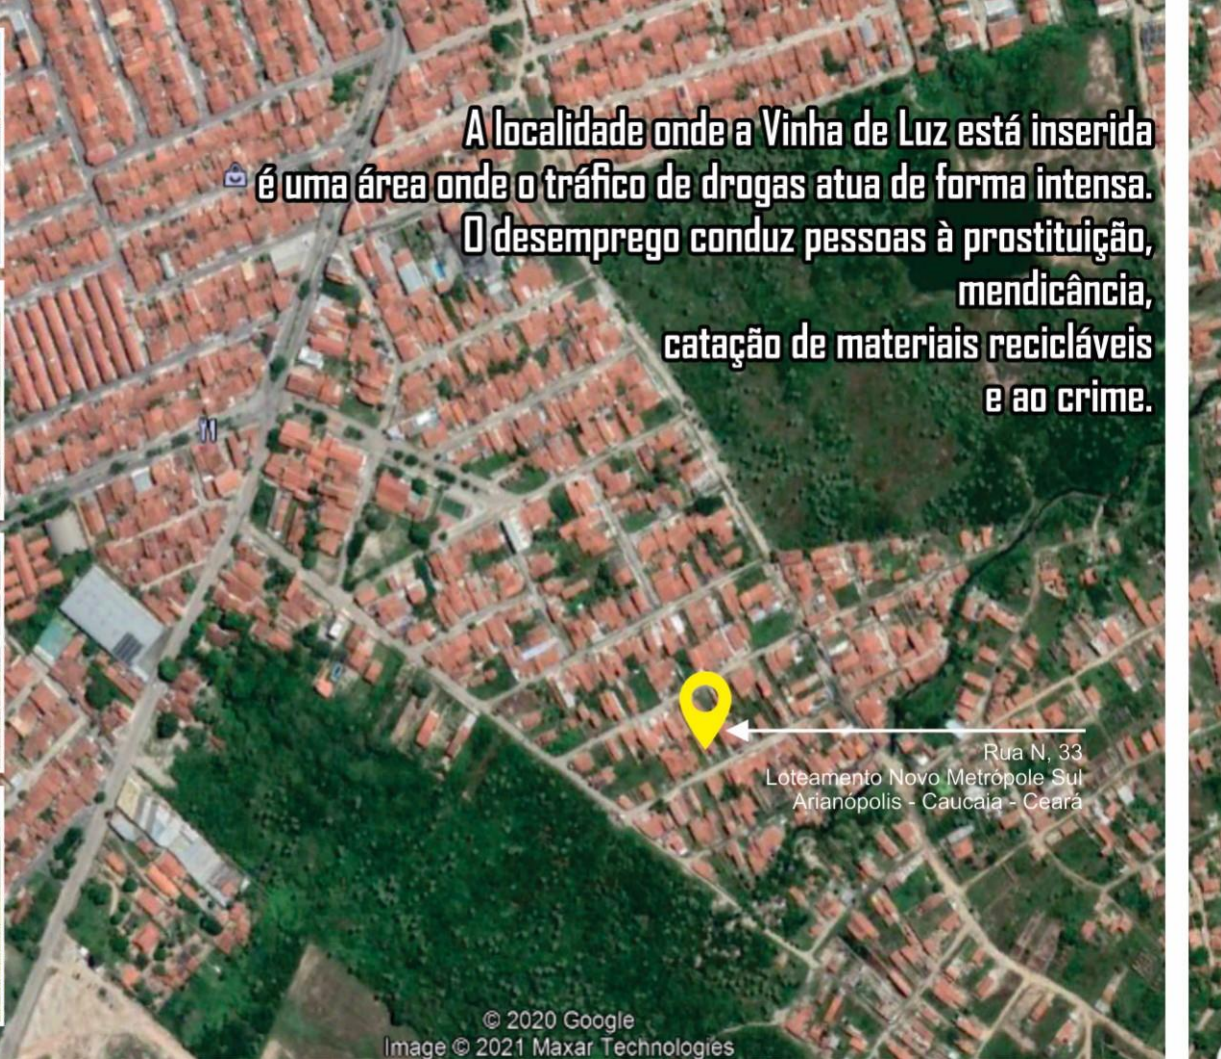 A localidade onde a Vinha de Luz está inserida
é uma área onde o tráfico de drogas atua de forma intensa.
O desemprego conduz pessoas à prostituição,
mendicância,
catação de materiais recicláveis
e ao crime.
Rua N, 33
Loteamento Novo Metrópole Sul
Arianópolis - Caucaia - Ceará
© 2020 Google
Image © 2021 Maxar Technologies